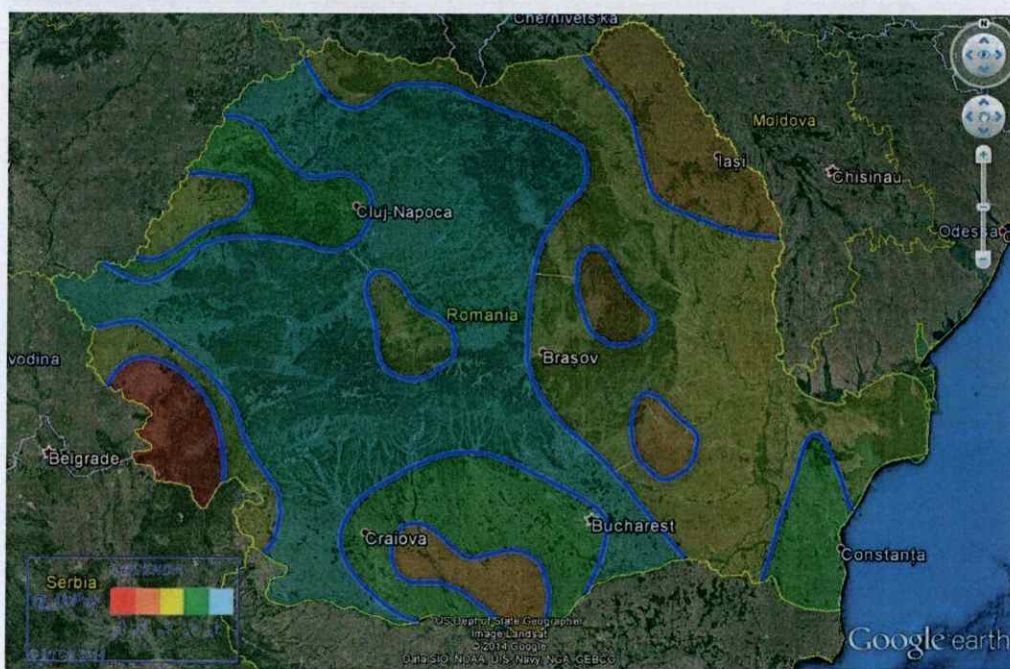 Chernivets'ka
Moldova
Iași
Chisinau
Odessa
Cluj-Napoca
Romania
vodina
Brașov
Belgrade
Bucharest
Craiova
Constanța
Serbia
US Dept of State Geographer
Image Landsat
©2014 Google
Data SIO, NOAA, U.S. Navy, NGA, GEBCO
Google earth
N